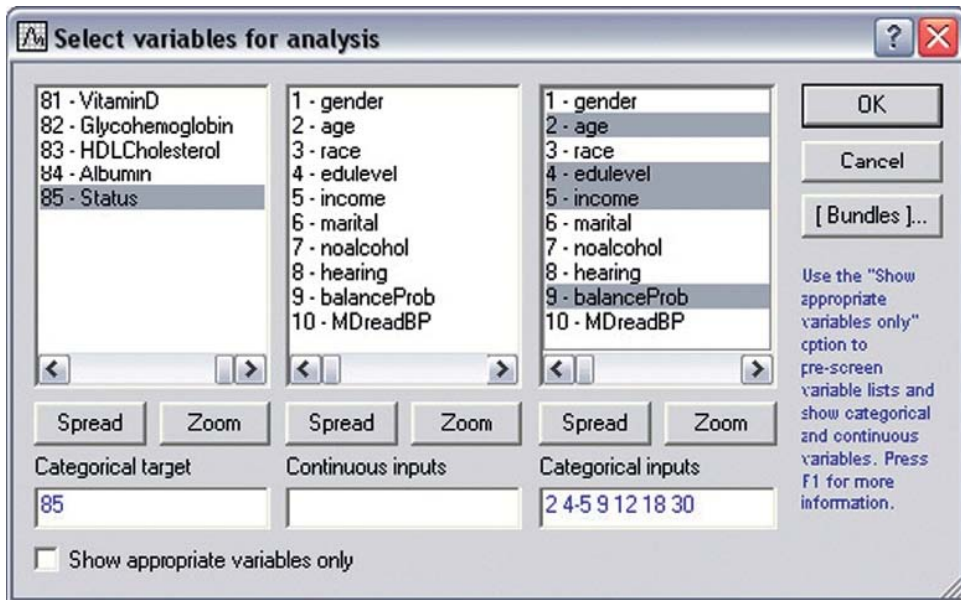 Select variables for analysis
?
81 - VitaminD
82 - Glycohemoglobin
83 - HDLCholesterol
84 - Albumin
85 - Status
1 - gender
2 - age
3 - race
4 - edulevel
5 - income
6 - marital
7 - noalcohol
8 - hearing
9 - balanceProb
10 - MDreadBP
1 - gender
2 - age
3 - race
4 - edulevel
5 - income
6 - marital
7 - noalcohol
8 - hearing
9 - balanceProb
10 - MDreadBP
OK
Cancel
[ Bundles ]...
Use the "Show
appropriate
variables only"
option to
pre-screen
variable lists and
show categorical
and continuous
variables. Press
F1 for more
information.
Spread Zoom
Spread Zoom
Spread Zoom
Categorical target
85
Continuous inputs
Categorical inputs
2 4-5 9 12 18 30
Show appropriate variables only